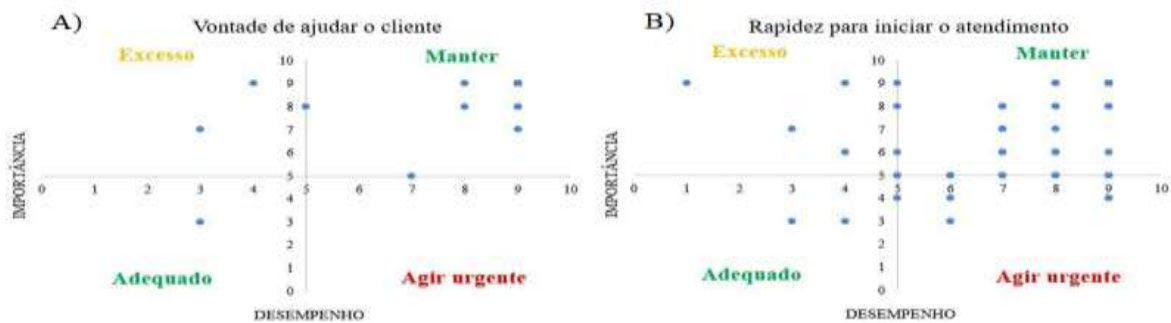 A)
Vontade de ajudar o cliente
Excesso
Manter
10
9
8
7
6
5
4
3
2
1
0
0 1 2 3 4 5 6 7 8 9 10
IMPORTÂNCIA
Adequado
Agir urgente
DESEMPENHO
B)
Rapidez para iniciar o atendimento
Excesso
Manter
10
9
8
7
6
5
4
3
2
1
0
0 1 2 3 4 5 6 7 8 9 10
IMPORTÂNCIA
Adequado
Agir urgente
DESEMPENHO